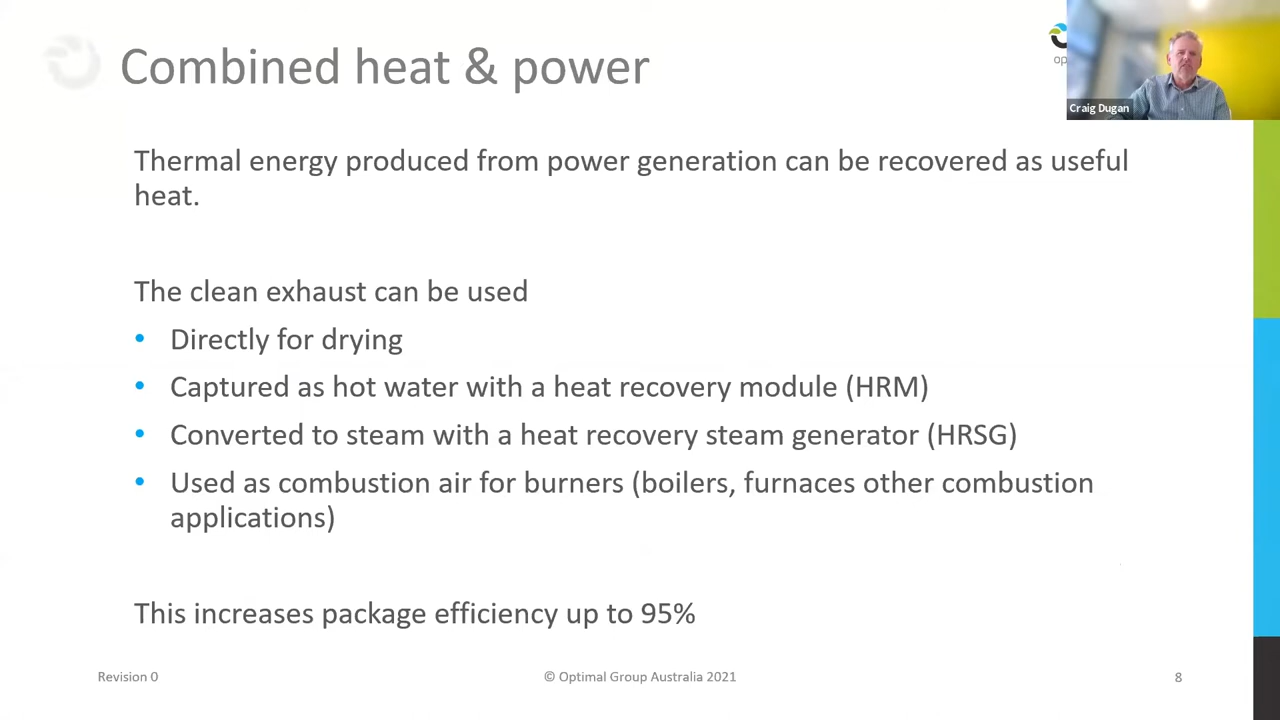 Combined heat & power
op
Craig Dugan
Thermal energy produced from power generation can be recovered as useful
heat.
The clean exhaust can be used
• Directly for drying
• Captured as hot water with a heat recovery module (HRM)
• Converted to steam with a heat recovery steam generator (HRSG)
• Used as combustion air for burners (boilers, furnaces other combustion
applications)
This increases package efficiency up to 95%
Revision 0
© Optimal Group Australia 2021
8